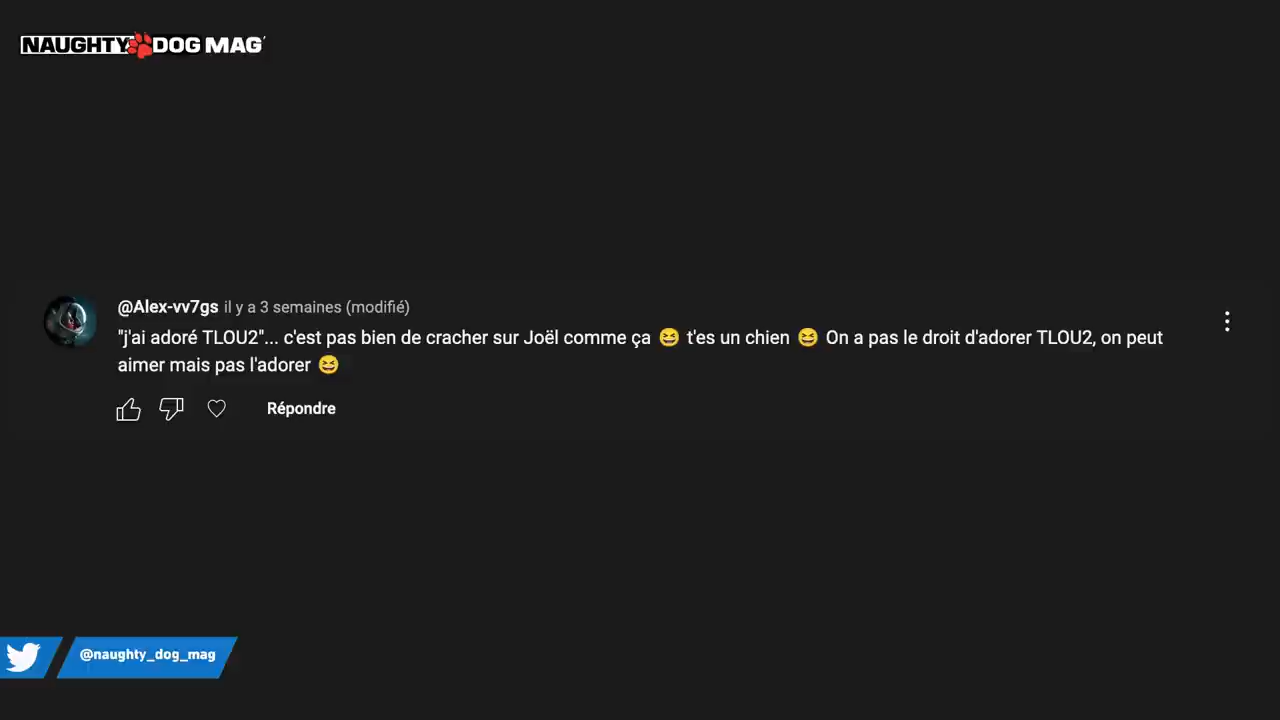 NAUGHTY DOG MAG
@Alex-vv7gs il y a 3 semaines (modifié)
"j'ai adoré TLOU2"... c'est pas bien de cracher sur Joël comme ça 😆 t'es un chien 😆 On a pas le droit d'adorer TLOU2, on peut
aimer mais pas l'adorer 😆
Répondre
@naughty_dog_mag